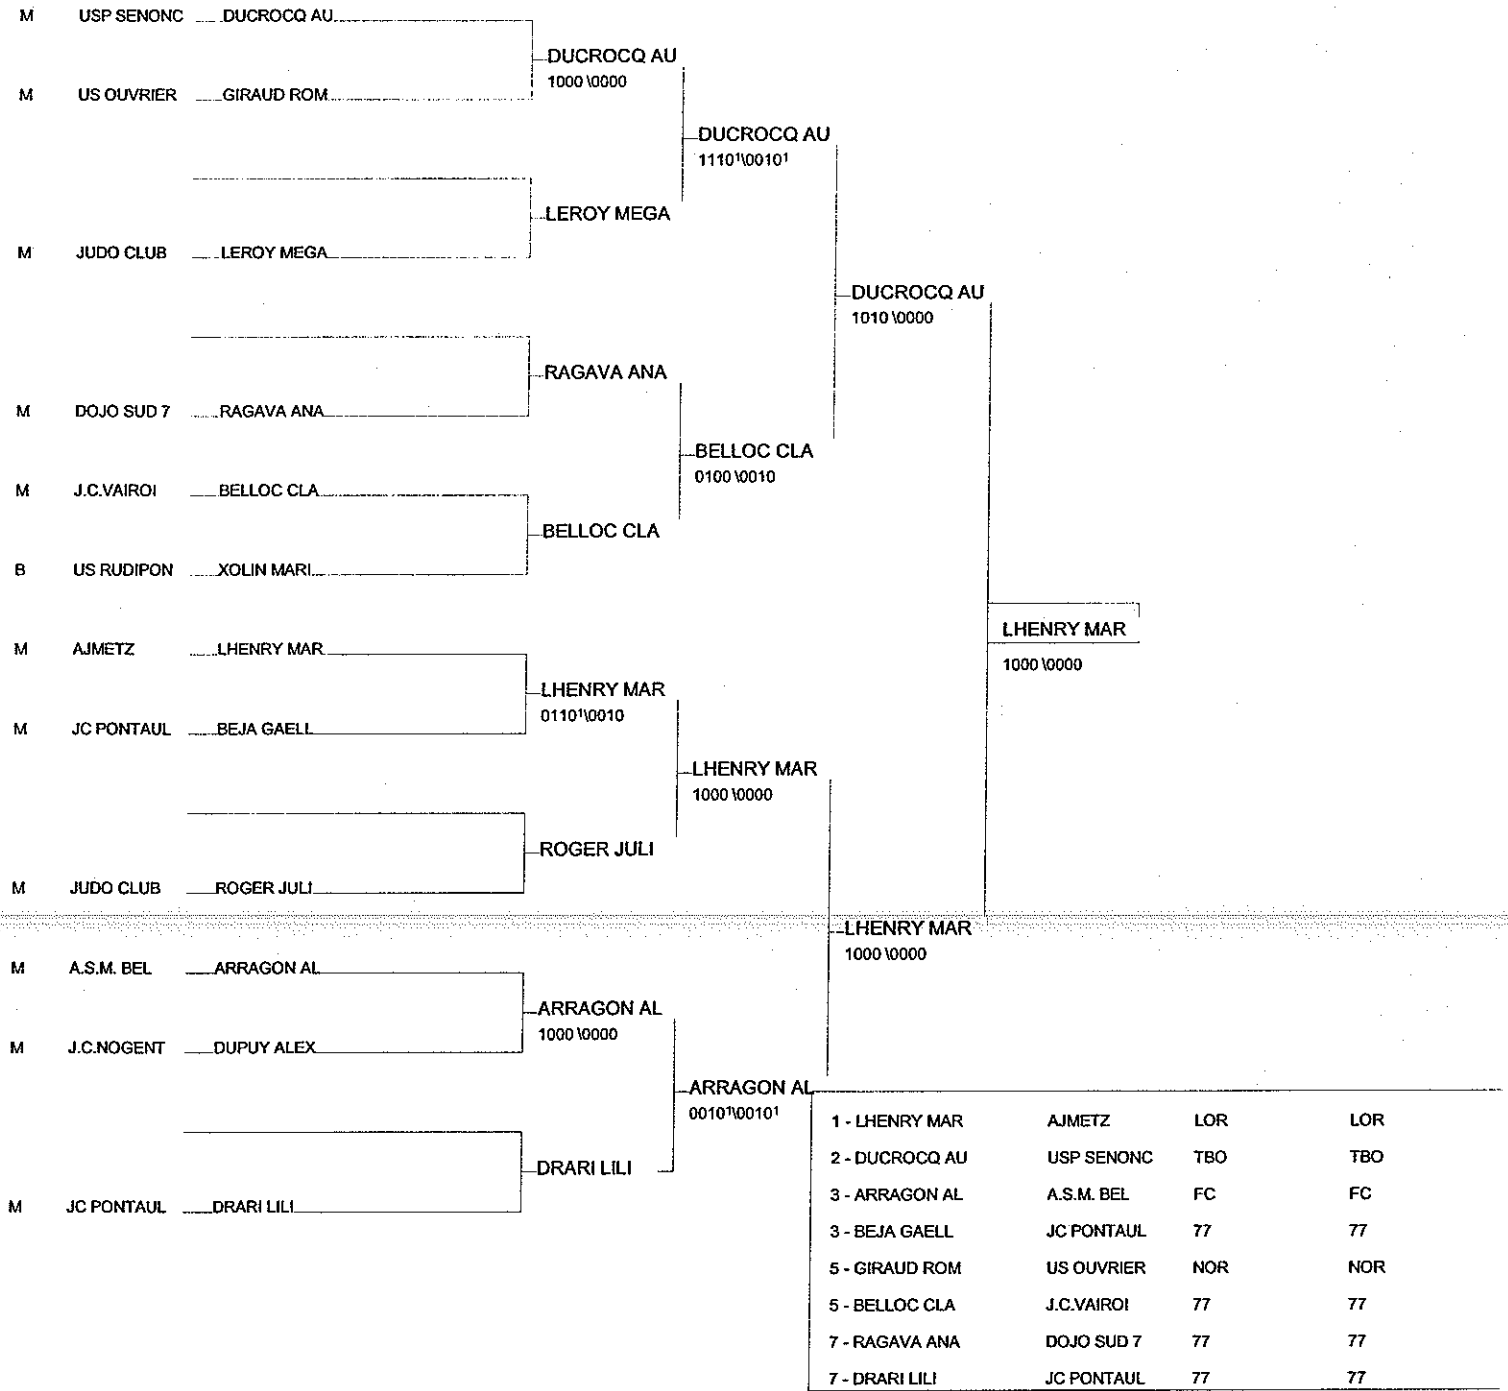 M USP SENONC DUCROCQ AU
DUCROCQ AU
1000 \0000
M US OUVRIER GIRAUD ROM
DUCROCQ AU
1110¹\0010¹
LEROY MEGA
M JUDO CLUB LEROY MEGA
DUCROCQ AU
1010 \0000
RAGAVA ANA
M DOJO SUD 7 RAGAVA ANA
BELLOC CLA
0100 \0010
M J.C.VAIROI BELLOC CLA
BELLOC CLA
B US RUDIPON XOLIN MARI
LHENRY MAR
1000 \0000
M AJMETZ LHENRY MAR
LHENRY MAR
0110¹\0010
M JC PONTAUL BEJA GAELL
LHENRY MAR
1000 \0000
ROGER JULI
M JUDO CLUB ROGER JULI
LHENRY MAR
1000 \0000
M A.S.M. BEL ARRAGON AL
ARRAGON AL
1000 \0000
M J.C.NOGENT DUPUY ALEX
ARRAGON AL
0010¹\0010¹
DRARI LILI
M JC PONTAUL DRARI LILI
1 - LHENRY MAR AJMETZ LOR LOR
2 - DUCROCQ AU USP SENONC TBO TBO
3 - ARRAGON AL A.S.M. BEL FC FC
3 - BEJA GAELL JC PONTAUL 77 77
5 - GIRAUD ROM US OUVRIER NOR NOR
5 - BELLOC CLA J.C.VAIROI 77 77
7 - RAGAVA ANA DOJO SUD 7 77 77
7 - DRARI LILI JC PONTAUL 77 77